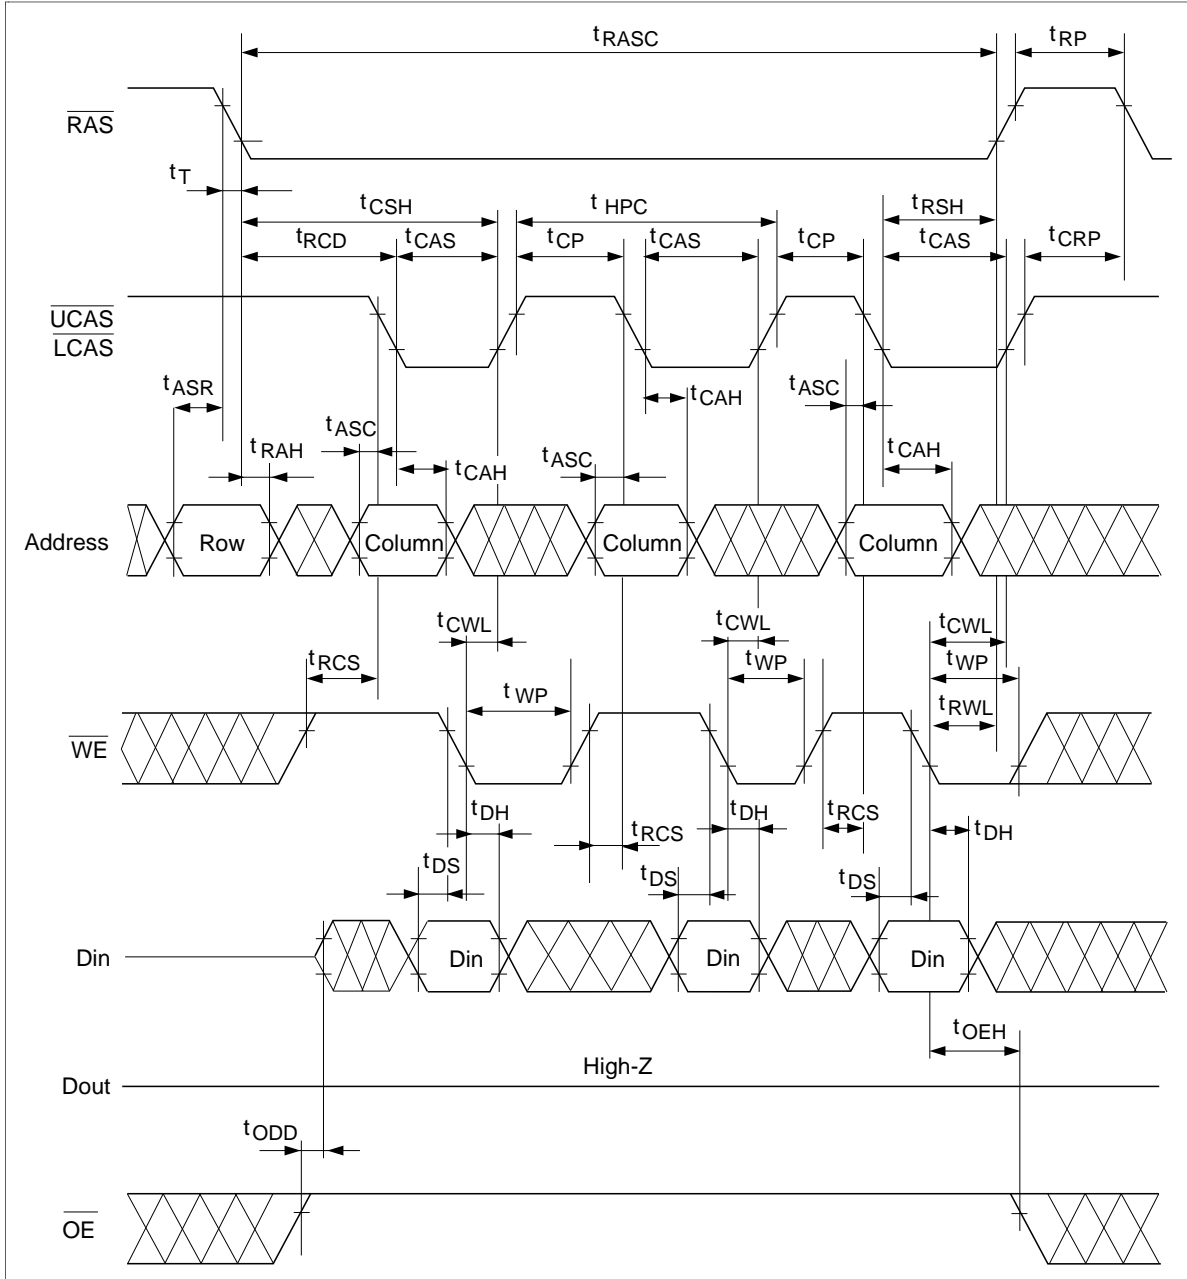 tRASC tRP
RAS
tT
tCSH tHPC tRSH
tRCD tCAS tCP tCAS tCP tCAS tCRP
UCAS
LCAS
tASR tCAH tASC
tRAH tASC tCAH tASC tCAH
Address Row Column Column Column
tCWL tCWL tCWL
tRCS tWP tWP tWP
tRWL
WE
tDH tRCS tDH tRCS tDH
tDS tDS tDS
Din Din Din Din
tOEH
High-Z
Dout
tODD
OE